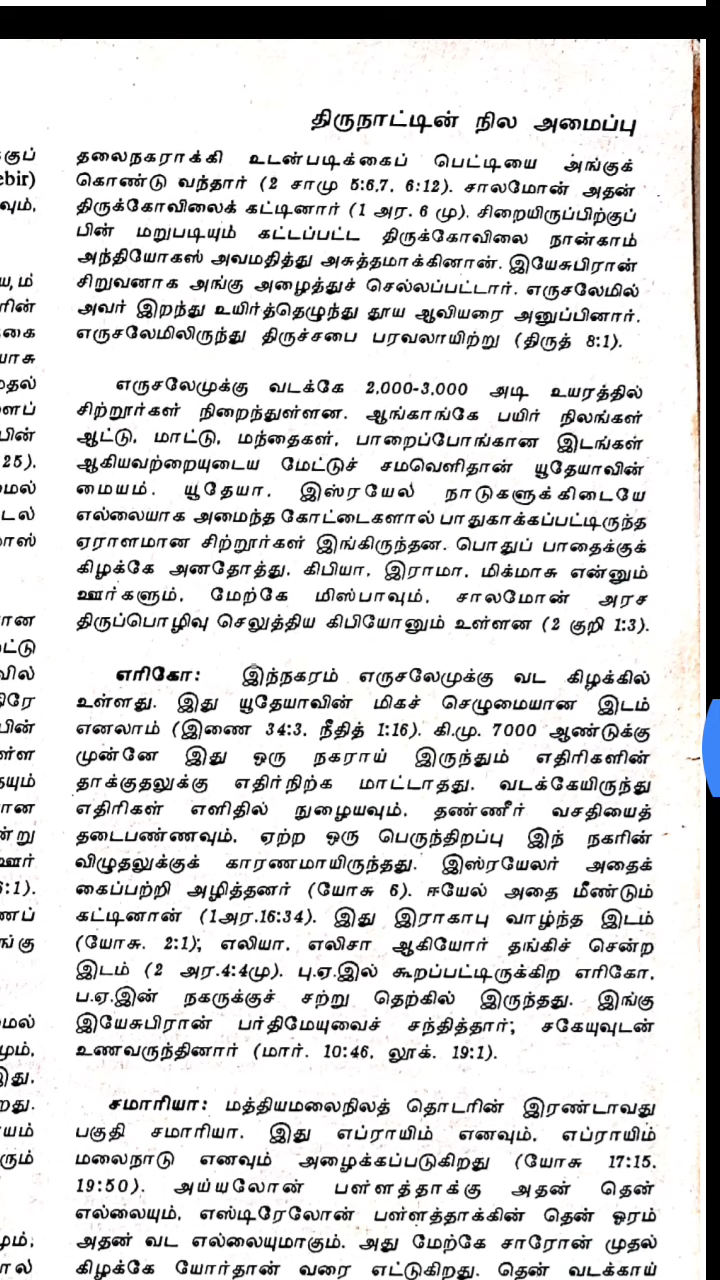 திருநாட்டின் நில அமைப்பு
குப்
ebir)
வும்,
ய,ம்
ரின்
கை
யாசு
தல்
ளைப்
பின்
25).
மைல்
டல்
ாஸ்
ான
ட்டு
வில்
ிரே
பின்
ள்ள
தயும்
ான
ன்று
ஊர்
6:1).
ணைப்
ங்கு
மைல்
மும்,
இது,
றது.
யம்
ரும்
மும்,
ால்
தலைநகராக்கி உடன்படிக்கைப் பெட்டியை அங்குக்
கொண்டு வந்தார் (2 சாமு 5:6,7, 6:12). சாலமோன் அதன்
திருக்கோவிலைக் கட்டினார் (1 அர. 6 மு). சிறையிருப்பிற்குப்
பின் மறுபடியும் கட்டப்பட்ட திருக்கோவிலை நான்காம்
அந்தியோகஸ் அவமதித்து அசுத்தமாக்கினான். இயேசுபிரான்
சிறுவனாக அங்கு அழைத்துச் செல்லப்பட்டார். எருசலேமில்
அவர் இறந்து உயிர்த்தெழுந்து தூய ஆவியரை அனுப்பினார்.
எருசலேமிலிருந்து திருச்சபை பரவலாயிற்று (திருத் 8:1).
எருசலேமுக்கு வடக்கே 2,000-3,000 அடி உயரத்தில்
சிற்றூர்கள் நிறைந்துள்ளன. ஆங்காங்கே பயிர் நிலங்கள்
ஆட்டு, மாட்டு, மந்தைகள், பாறைப்போங்கான இடங்கள்
ஆகியவற்றையுடைய மேட்டுச் சமவெளிதான் யூதேயாவின்
மையம். யூதேயா, இஸ்ரயேல் நாடுகளுக்கிடையே
எல்லையாக அமைந்த கோட்டைகளால் பாதுகாக்கப்பட்டிருந்த
ஏராளமான சிற்றூர்கள் இங்கிருந்தன. பொதுப் பாதைக்குக்
கிழக்கே அனதோத்து, கிபியா, இராமா, மிக்மாசு என்னும்
ஊர்களும், மேற்கே மிஸ்பாவும், சாலமோன் அரச
திருப்பொழிவு செலுத்திய கிபியோனும் உள்ளன (2 குறி 1:3).
எரிகோ: இந்நகரம் எருசலேமுக்கு வட கிழக்கில்
உள்ளது. இது யூதேயாவின் மிகச் செழுமையான இடம்
எனலாம் (இணை 34:3, நீதித் 1:16). கி.மு. 7000 ஆண்டுக்கு
முன்னே இது ஒரு நகராய் இருந்தும் எதிரிகளின்
தாக்குதலுக்கு எதிர்நிற்க மாட்டாதது. வடக்கேயிருந்து
எதிரிகள் எளிதில் நுழையவும், தண்ணீர் வசதியைத்
தடைபண்ணவும், ஏற்ற ஒரு பெருந்திறப்பு இந் நகரின்
விழுதலுக்குக் காரணமாயிருந்தது. இஸ்ரயேலர் அதைக்
கைப்பற்றி அழித்தனர் (யோசு 6). ஈயேல் அதை மீண்டும்
கட்டினான் (1அர.16:34). இது இராகாபு வாழ்ந்த இடம்
(யோசு. 2:1); எலியா, எலிசா ஆகியோர் தங்கிச் சென்ற
இடம் (2 அர.4:4மு). பு.ஏ.இல் கூறப்பட்டிருக்கிற எரிகோ,
ப.ஏ.இன் நகருக்குச் சற்று தெற்கில் இருந்தது. இங்கு
இயேசுபிரான் பர்திமேயுவைச் சந்தித்தார்; சகேயுவுடன்
உணவருந்தினார் (மார். 10:46, லூக். 19:1).
சமாரியா: மத்தியமலைநிலத் தொடரின் இரண்டாவது
பகுதி சமாரியா. இது எப்ராயிம் எனவும், எப்ராயிம்
மலைநாடு எனவும் அழைக்கப்படுகிறது (யோசு 17:15,
19:50). அய்யலோன் பள்ளத்தாக்கு அதன் தென்
எல்லையும், எஸ்டிரேலோன் பள்ளத்தாக்கின் தென் ஓரம்
அதன் வட எல்லையுமாகும். அது மேற்கே சாரோன் முதல்
கிழக்கே யோர்தான் வரை எட்டுகிறது. தென் வடக்காய்